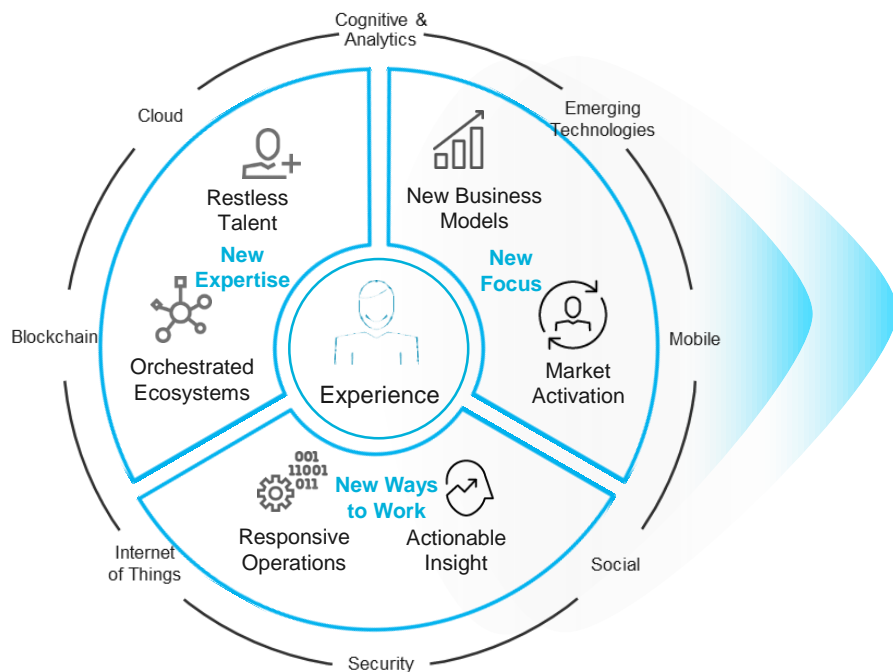 Cognitive &
Analytics
Cloud
Emerging
Technologies
Restless
Talent
New Business
Models
New
Expertise
New
Focus
Blockchain
Mobile
Orchestrated
Ecosystems
Experience
Market
Activation
001
11001
011
New Ways
to Work
Responsive
Operations
Actionable
Insight
Internet
of Things
Social
Security